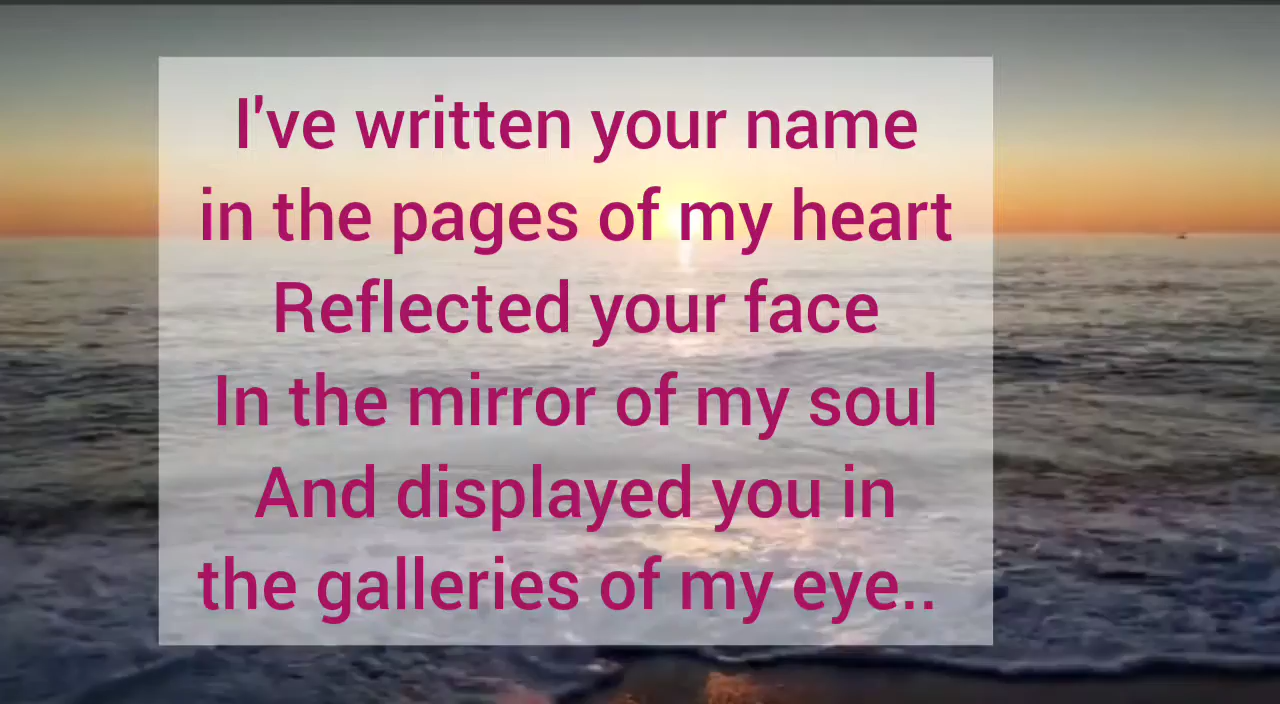 I've written your name
in the pages of my heart
Reflected your face
In the mirror of my soul
And displayed you in
the galleries of my eye..